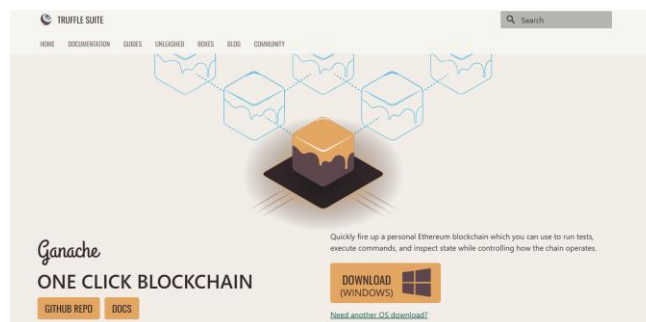 TRUFFLE SUITE
Search
HOME DOCUMENTATION GUIDES UNLEASHED BOXES BLOG COMMUNITY
Ganache
ONE CLICK BLOCKCHAIN
GITHUB REPO DOCS
Quickly fire up a personal Ethereum blockchain which you can use to run tests,
execute commands, and inspect state while controlling how the chain operates.
DOWNLOAD
(WINDOWS)
Need another OS download?